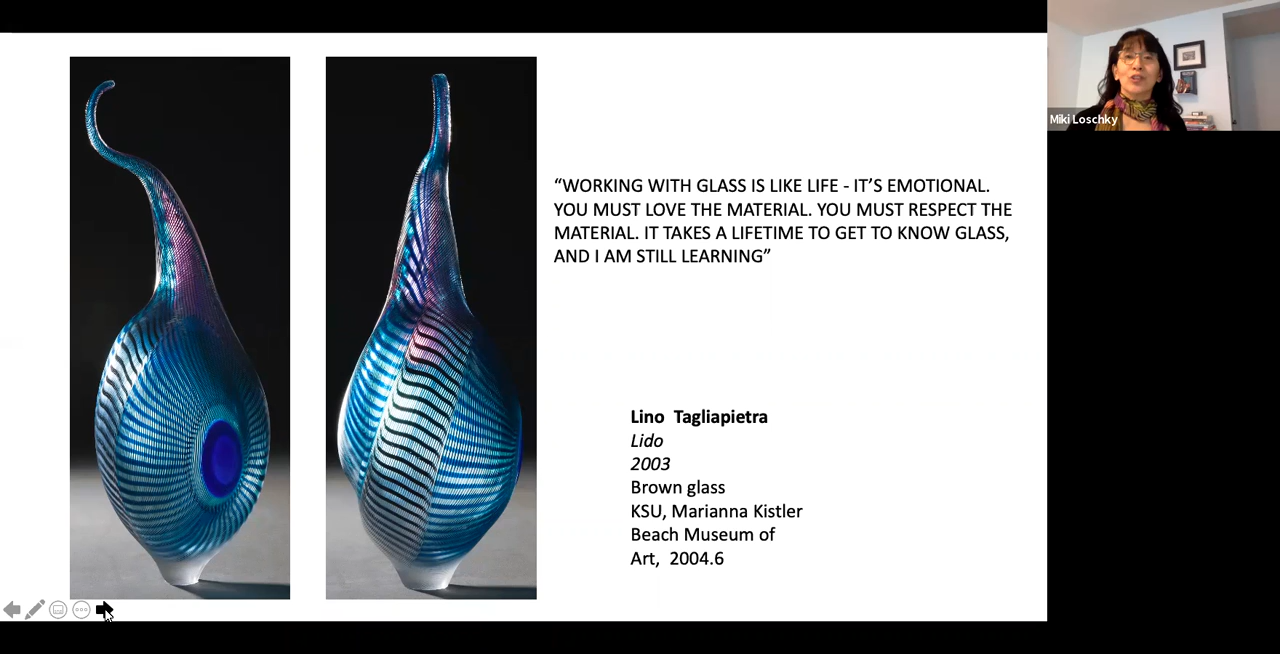 Miki Loschky
“WORKING WITH GLASS IS LIKE LIFE - IT’S EMOTIONAL.
YOU MUST LOVE THE MATERIAL. YOU MUST RESPECT THE
MATERIAL. IT TAKES A LIFETIME TO GET TO KNOW GLASS,
AND I AM STILL LEARNING”
Lino Tagliapietra
Lido
2003
Brown glass
KSU, Marianna Kistler
Beach Museum of
Art, 2004.6